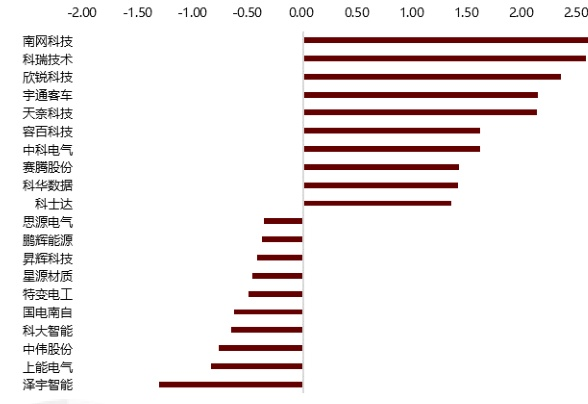 -2.00 -1.50 -1.00 -0.50 0.00 0.50 1.00 1.50 2.00 2.50
南网科技
科瑞技术
欣锐科技
宇通客车
天奈科技
容百科技
中科电气
赛腾股份
科华数据
科士达
思源电气
鹏辉能源
昇辉科技
星源材质
特变电工
国电南自
科大智能
中伟股份
上能电气
泽宇智能